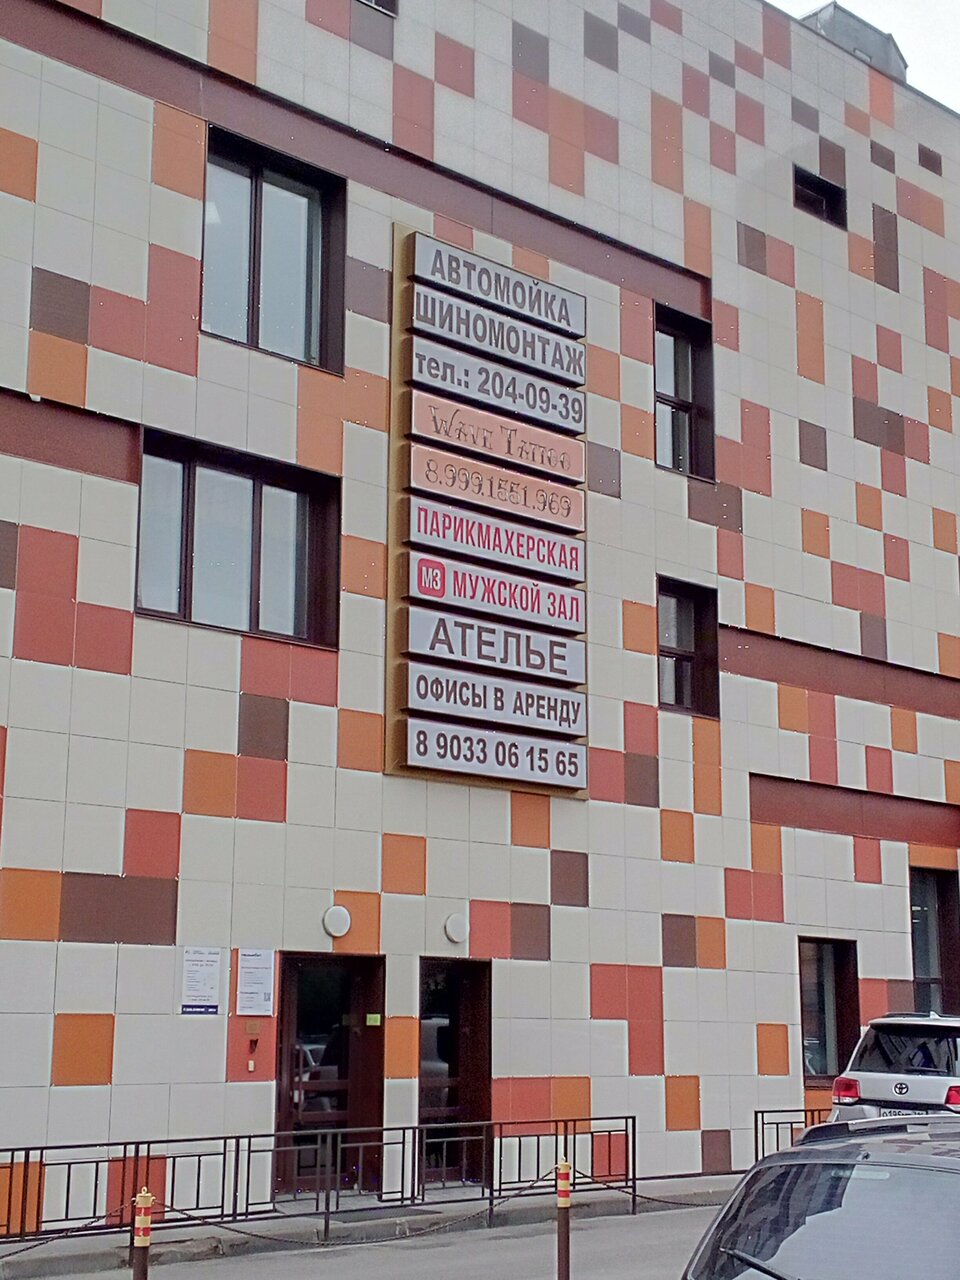 АВТОМОЙКА
ШИНОМОНТАЖ
тел.: 204-09-39
Wave Tattoo
8.999.1551.969
ПАРИКМАХЕРСКАЯ
МЗ МУЖСКОЙ ЗАЛ
АТЕЛЬЕ
ОФИСЫ В АРЕНДУ
8 9033 06 15 65